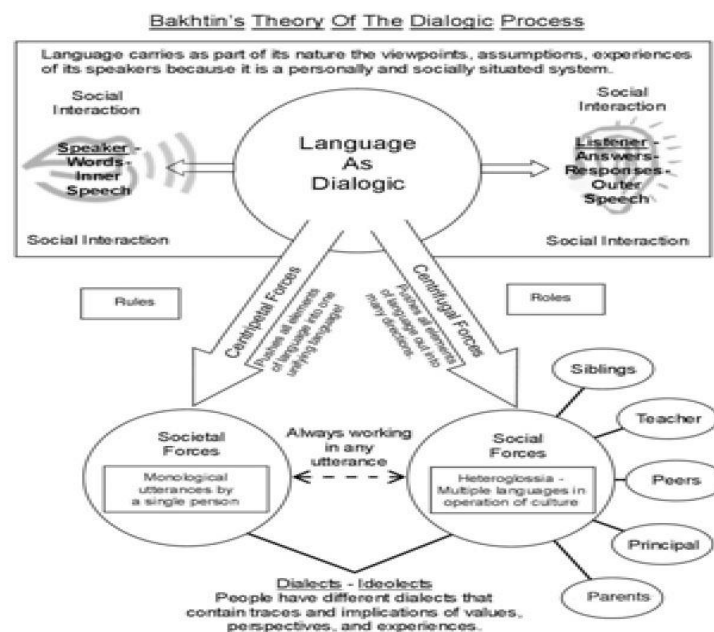 Bakhtin's Theory Of The Dialogic Process
Language carries as part of its nature the viewpoints, assumptions, experiences
of its speakers because it is a personally and socially situated system.
Social
Interaction
Speaker -
Words-
Inner
Speech
Social Interaction
Language
As
Dialogic
Social
Interaction
Listener -
Answers-
Responses-
Outer
Speech
Social Interaction
Rules
Centripetal Forces
Pushes all elements
of language into one
unifying language!
Centrifugal Forces
Pushes all elements
of language out into
many directions.
Roles
Societal
Forces
Monological
utterances by
a single person
Always working
in any
utterance
Social
Forces
Heteroglossia -
Multiple languages in
operation of culture
Siblings
Teacher
Peers
Principal
Parents
Dialects - Ideolects
People have different dialects that
contain traces and implications of values,
perspectives, and experiences.